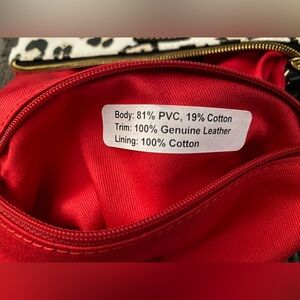 Body: 81% PVC, 19% Cotton
Trim: 100% Genuine Leather
Lining: 100% Cotton